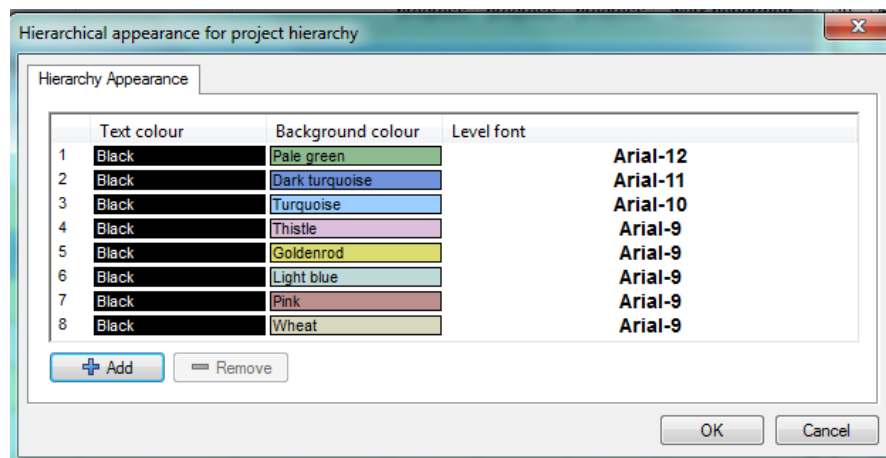 Hierarchical appearance for project hierarchy
Hierarchy Appearance
Text colour Background colour Level font
1 Black Pale green Arial-12
2 Black Dark turquoise Arial-11
3 Black Turquoise Arial-10
4 Black Thistle Arial-9
5 Black Goldenrod Arial-9
6 Black Light blue Arial-9
7 Black Pink Arial-9
8 Black Wheat Arial-9
Add Remove
OK Cancel